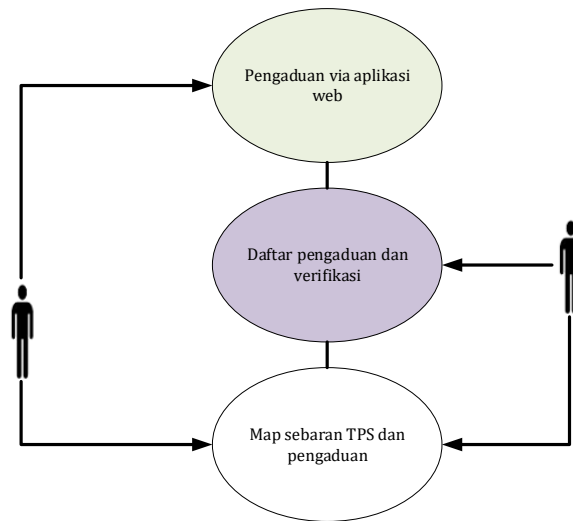 Pengaduan via aplikasi
web
Daftar pengaduan dan
verifikasi
Map sebaran TPS dan
pengaduan